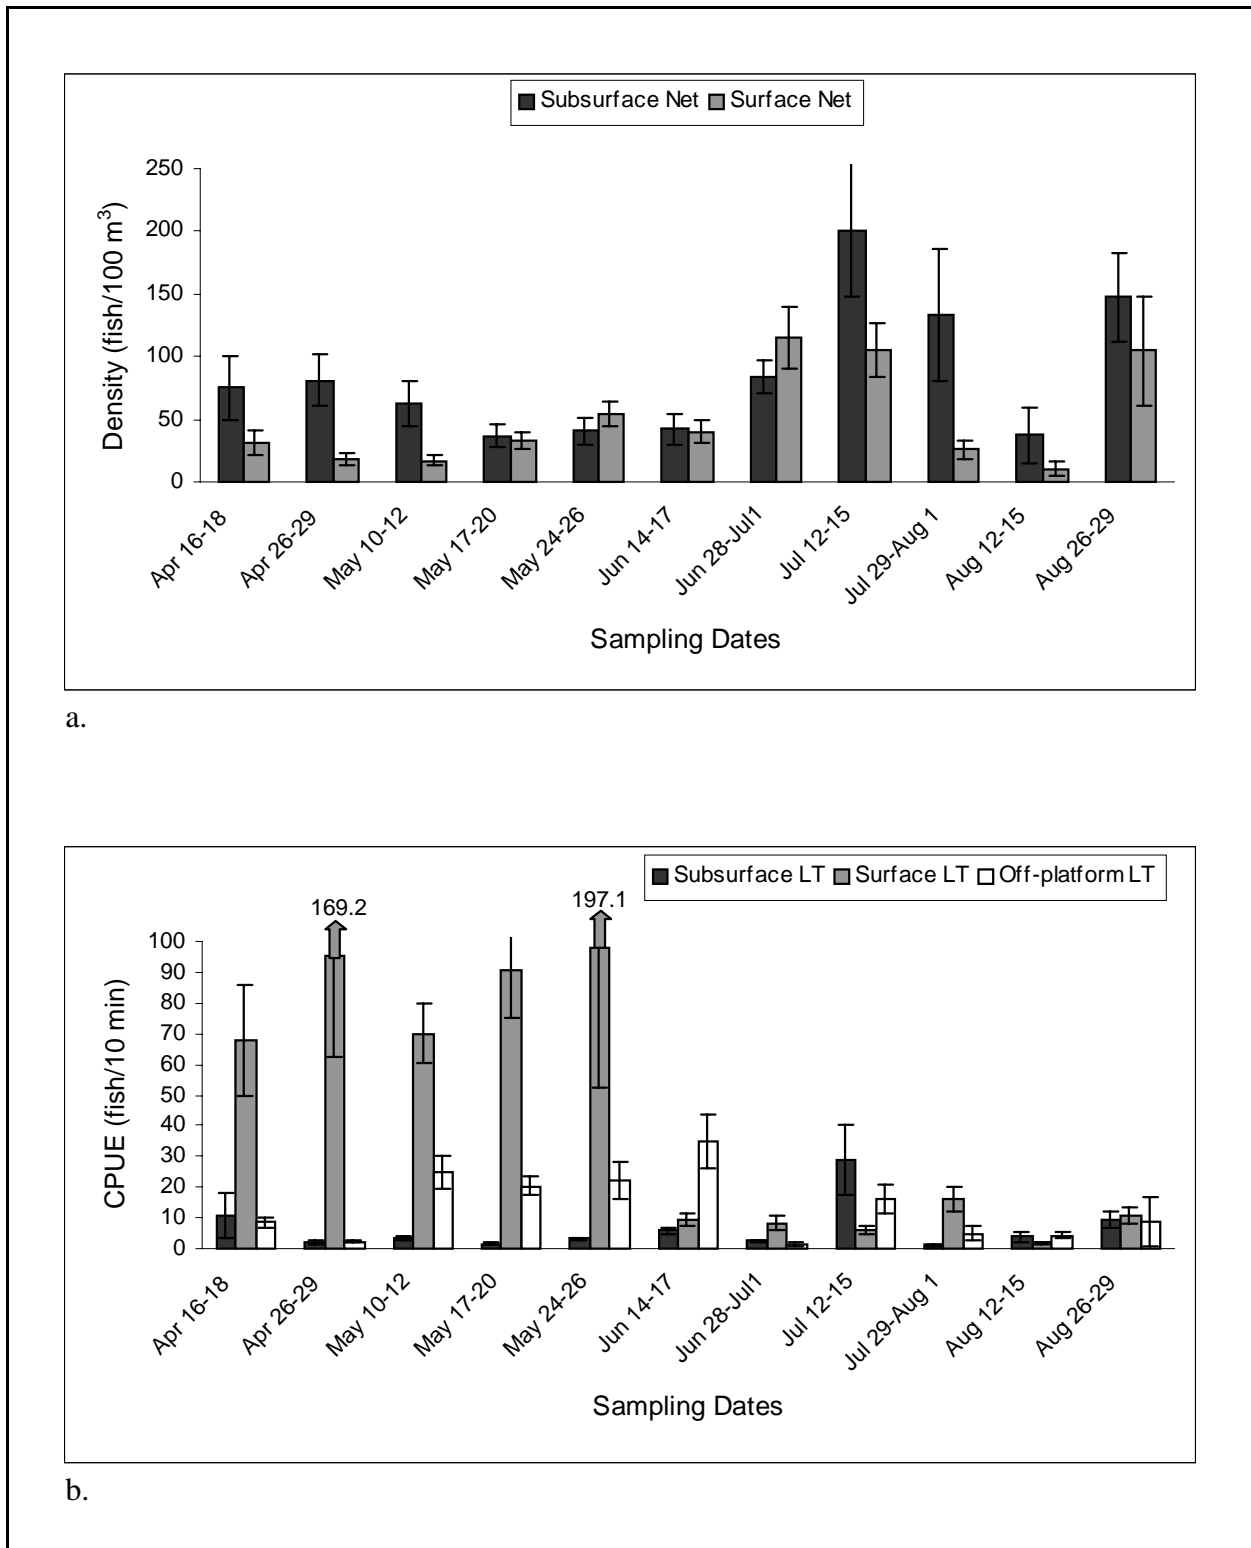 Subsurface Net Surface Net
250
200
150
100
50
0
Density (fish/100 m³)
Apr 16-18
Apr 26-29
May 10-12
May 17-20
May 24-26
Jun 14-17
Jun 28-Jul1
Jul 12-15
Jul 29-Aug 1
Aug 12-15
Aug 26-29
Sampling Dates
a.
Subsurface LT Surface LT Off-platform LT
169.2
197.1
100
90
80
70
60
50
40
30
20
10
0
CPUE (fish/10 min)
Apr 16-18
Apr 26-29
May 10-12
May 17-20
May 24-26
Jun 14-17
Jun 28-Jul1
Jul 12-15
Jul 29-Aug 1
Aug 12-15
Aug 26-29
Sampling Dates
b.